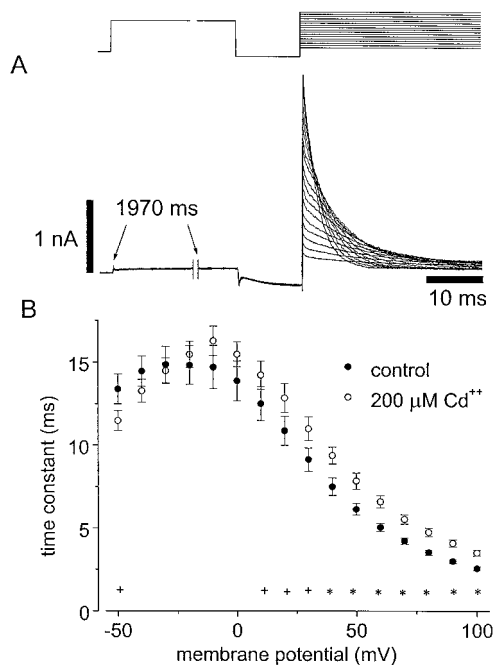 A
1970 ms
1 nA
10 ms
B
15
10
5
0
time constant (ms)
control
200 µM Cd++
+ + + + * * * * * * *
-50 0 50 100
membrane potential (mV)